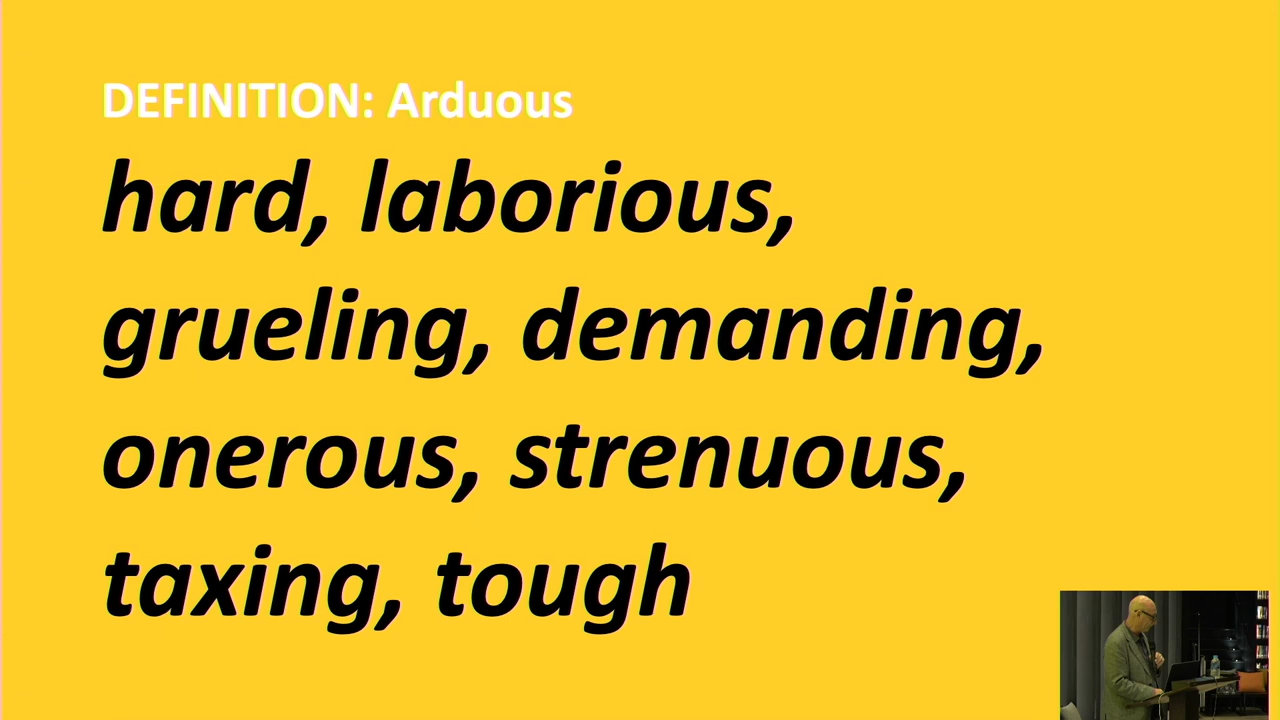 DEFINITION: Arduous
hard, laborious,
grueling, demanding,
onerous, strenuous,
taxing, tough